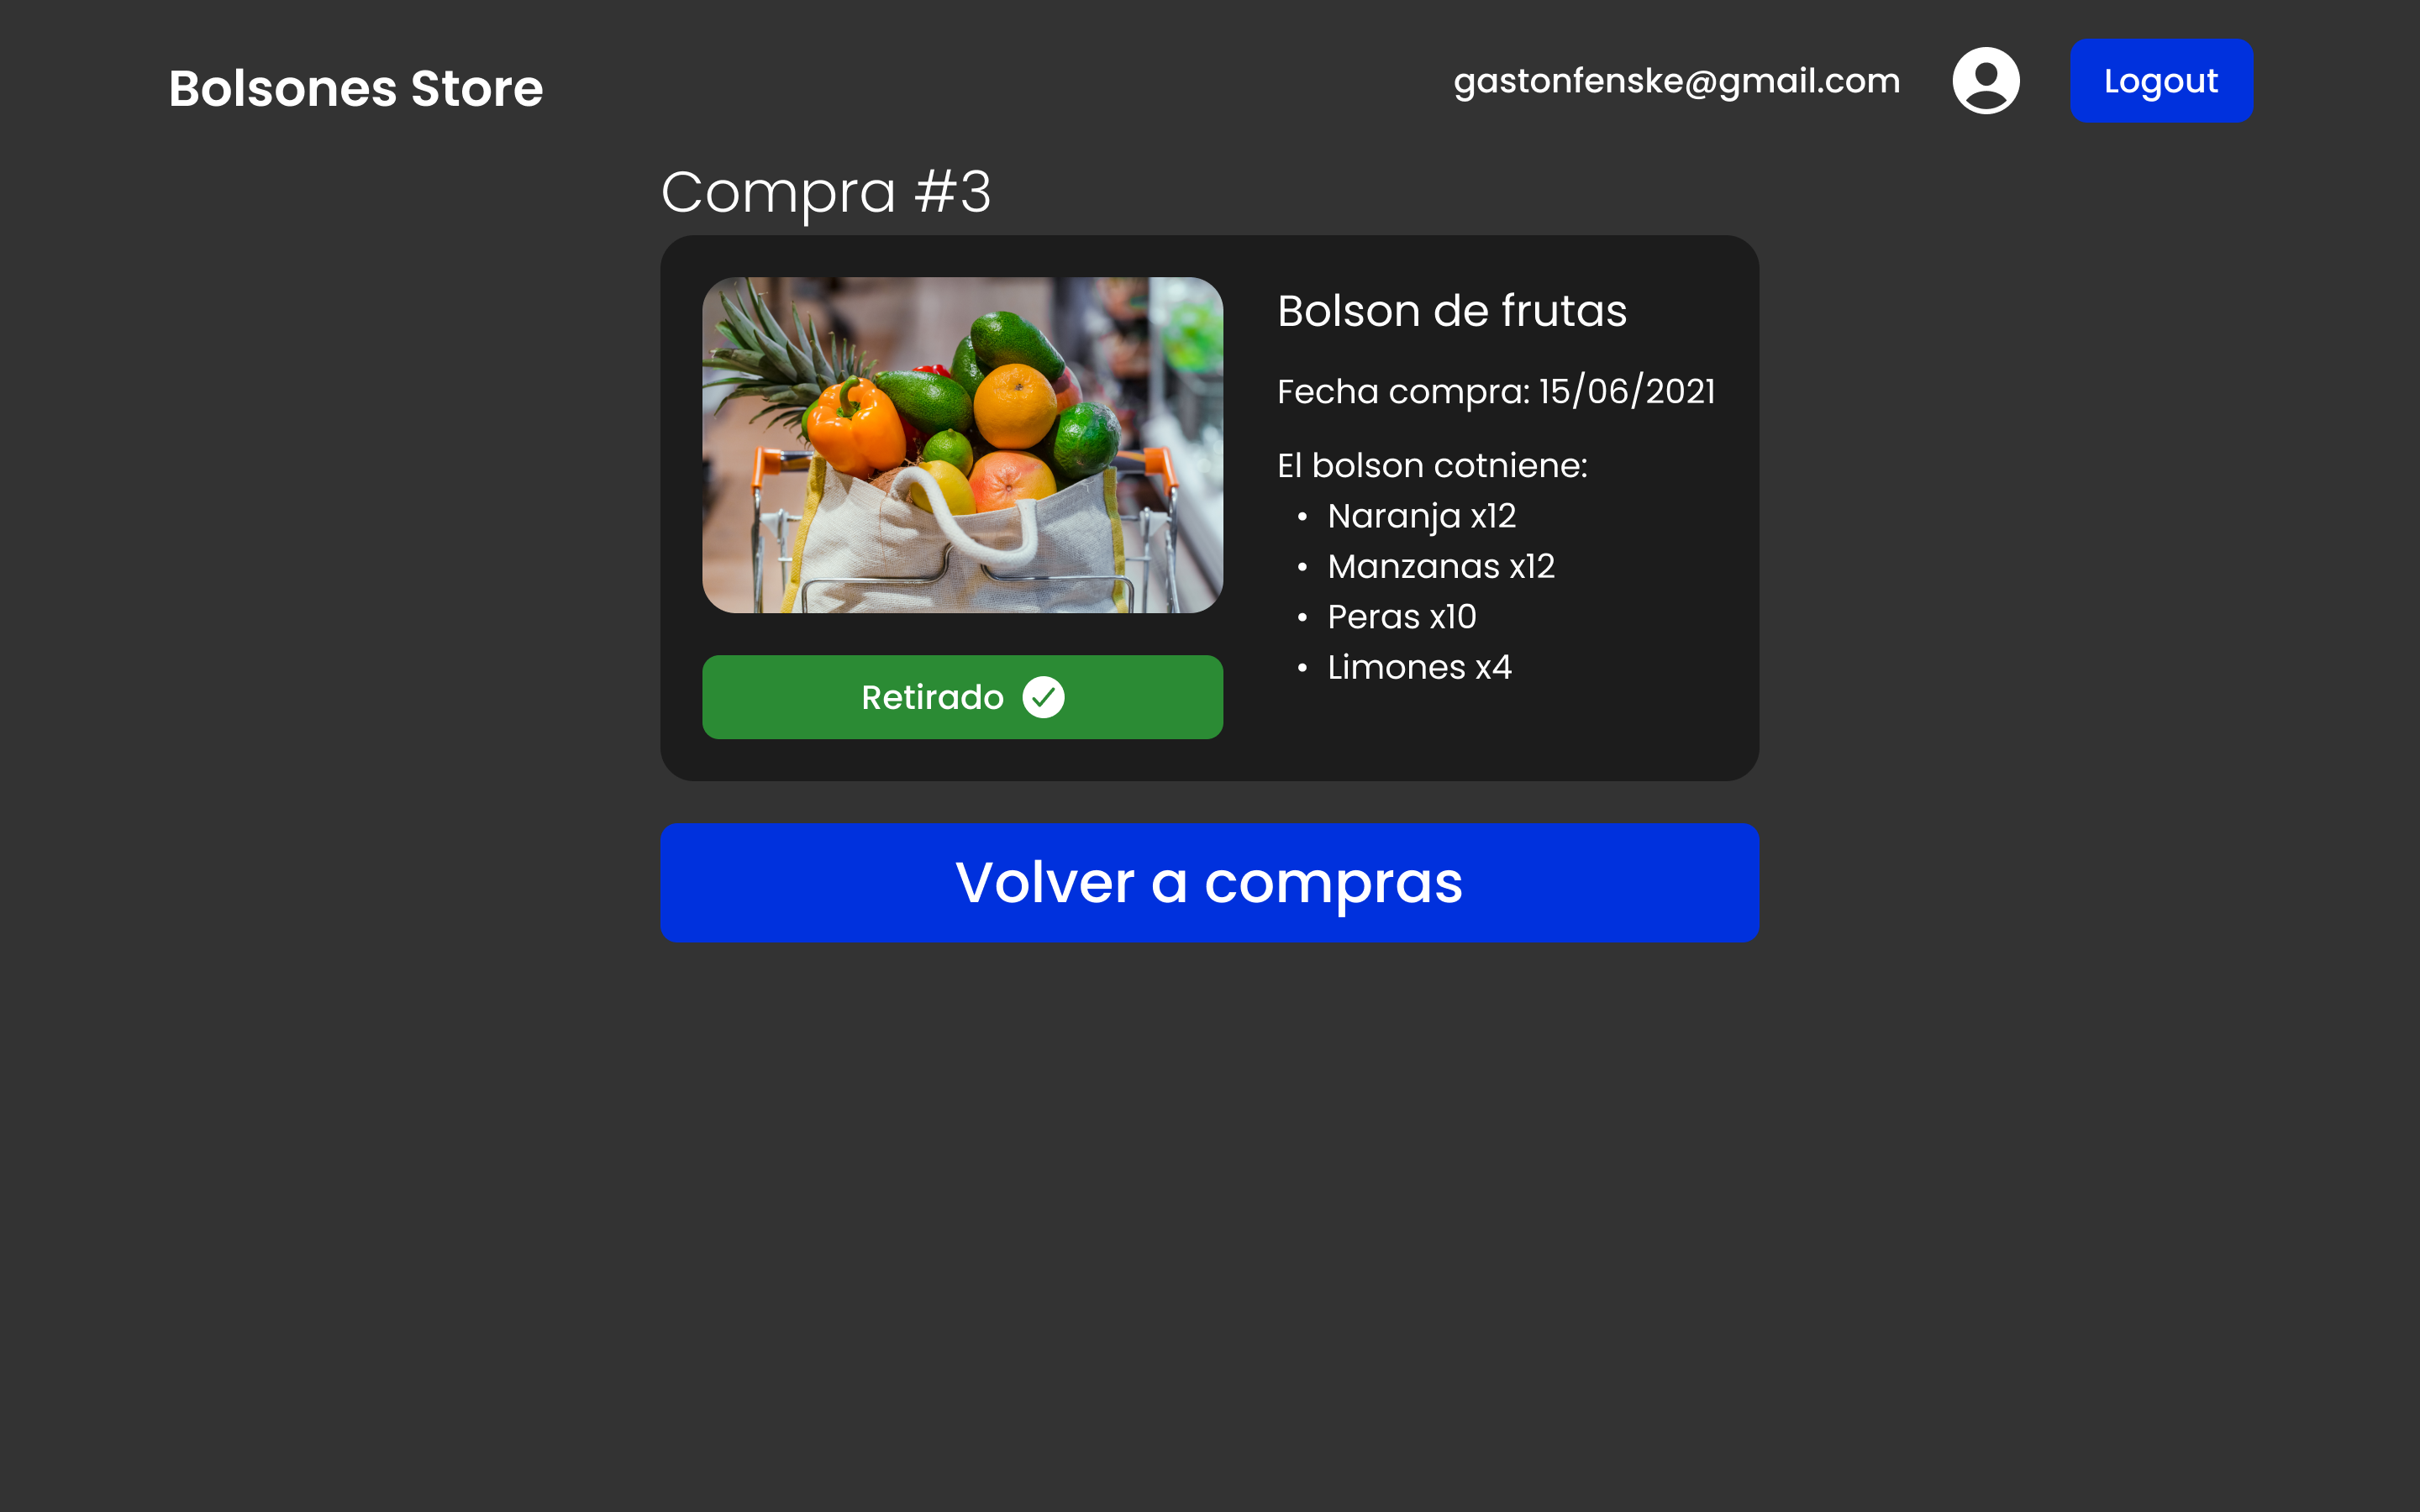 Bolsones Store
gastonfenske@gmail.com
Logout
Compra #3
Bolson de frutas
Fecha compra: 15/06/2021
El bolson cotniene:
• Naranja x12
• Manzanas x12
• Peras x10
• Limones x4
Retirado
Volver a compras